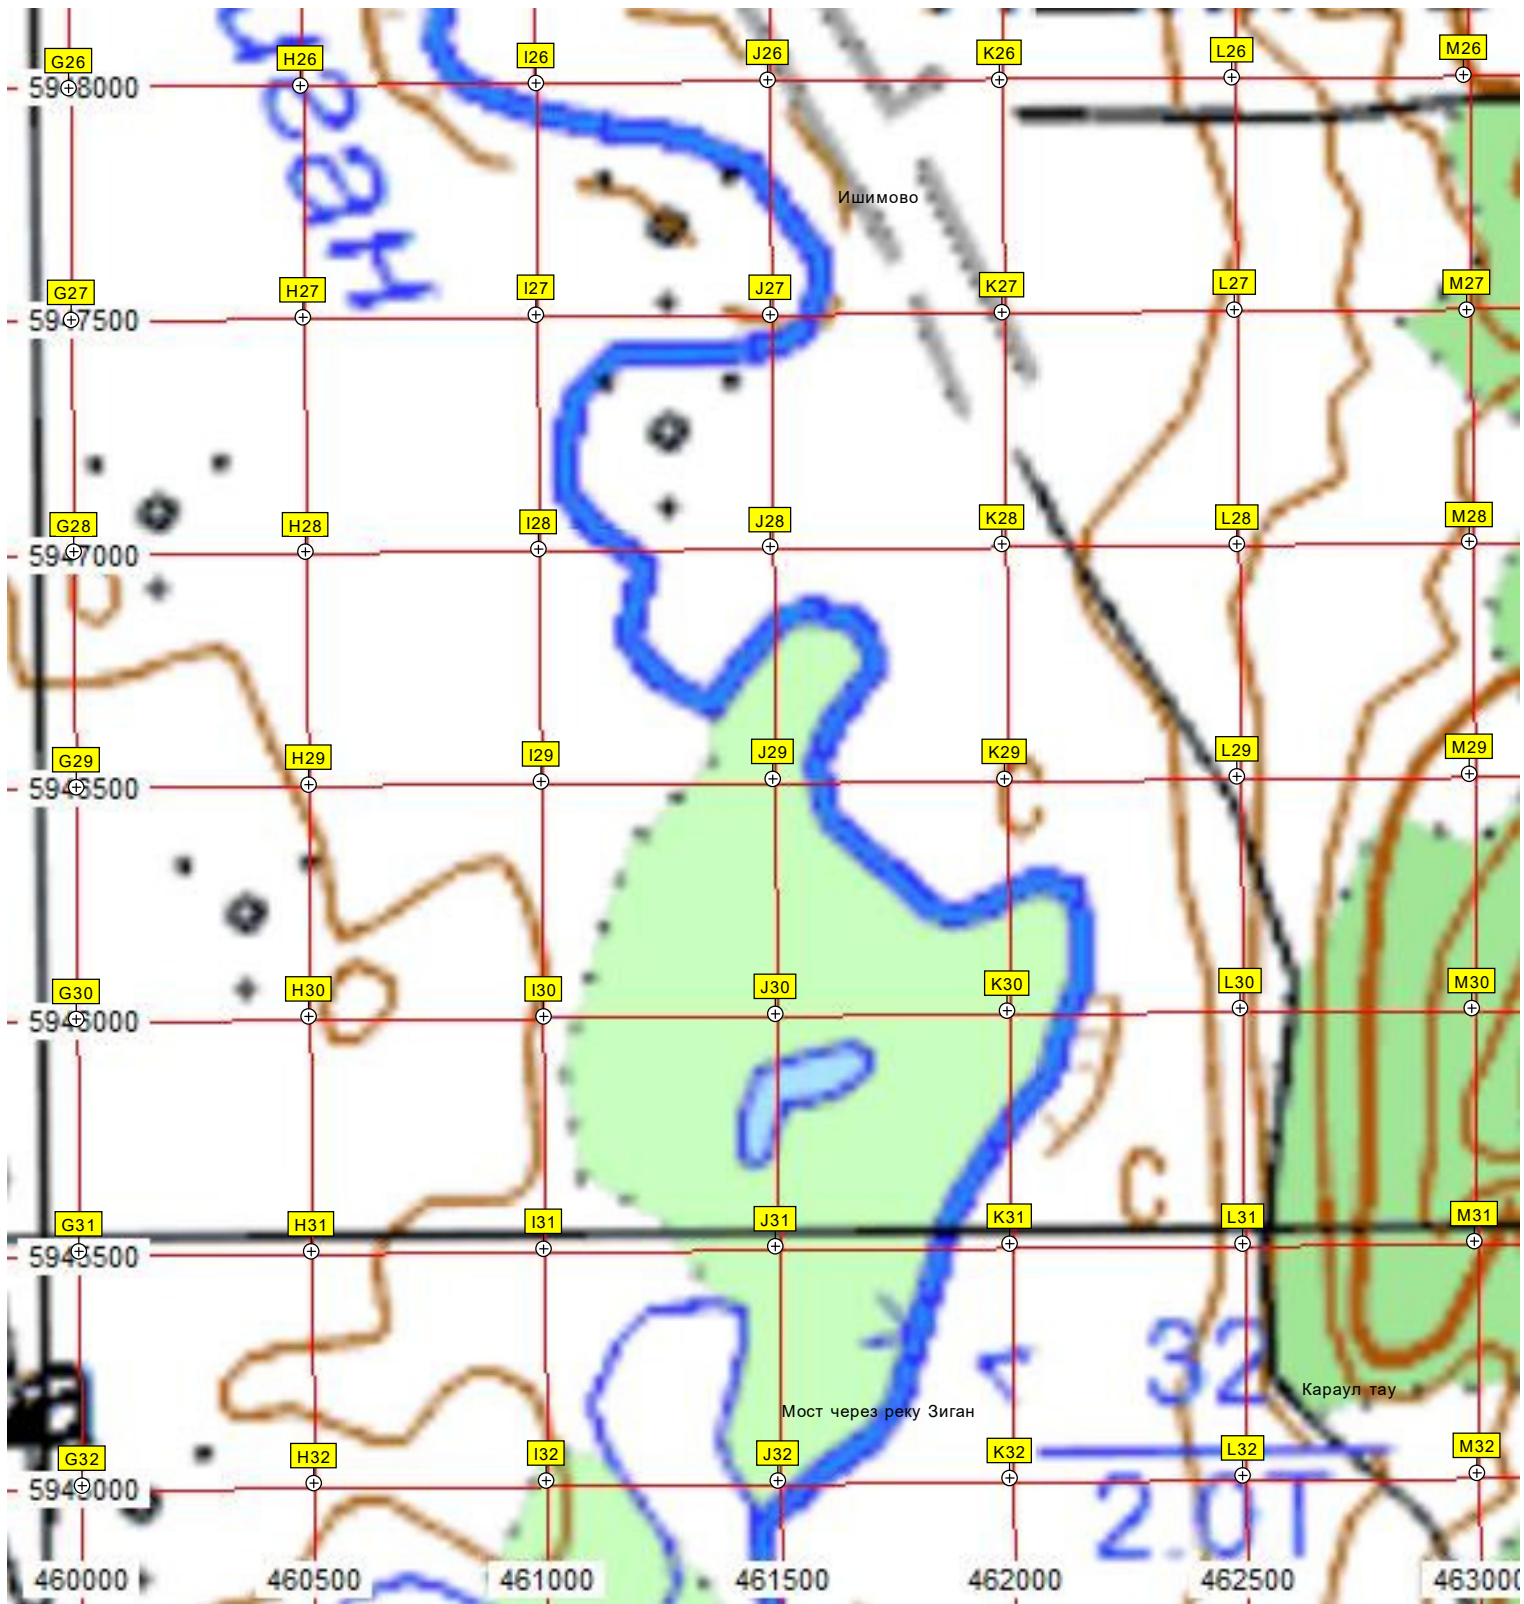 G26 H26 I26 J26 K26 L26 M26
5948000
Ишимово
G27 H27 I27 J27 K27 L27 M27
5947500
G28 H28 I28 J28 K28 L28 M28
5947000
G29 H29 I29 J29 K29 L29 M29
5946500
С
G30 H30 I30 J30 K30 L30 M30
5946000
С
G31 H31 I31 J31 K31 L31 M31
5945500
32
Караул тау
Мост через реку Зиган
G32 H32 I32 J32 K32 L32 M32
5945000
2.0Т
460000 460500 461000 461500 462000 462500 463000